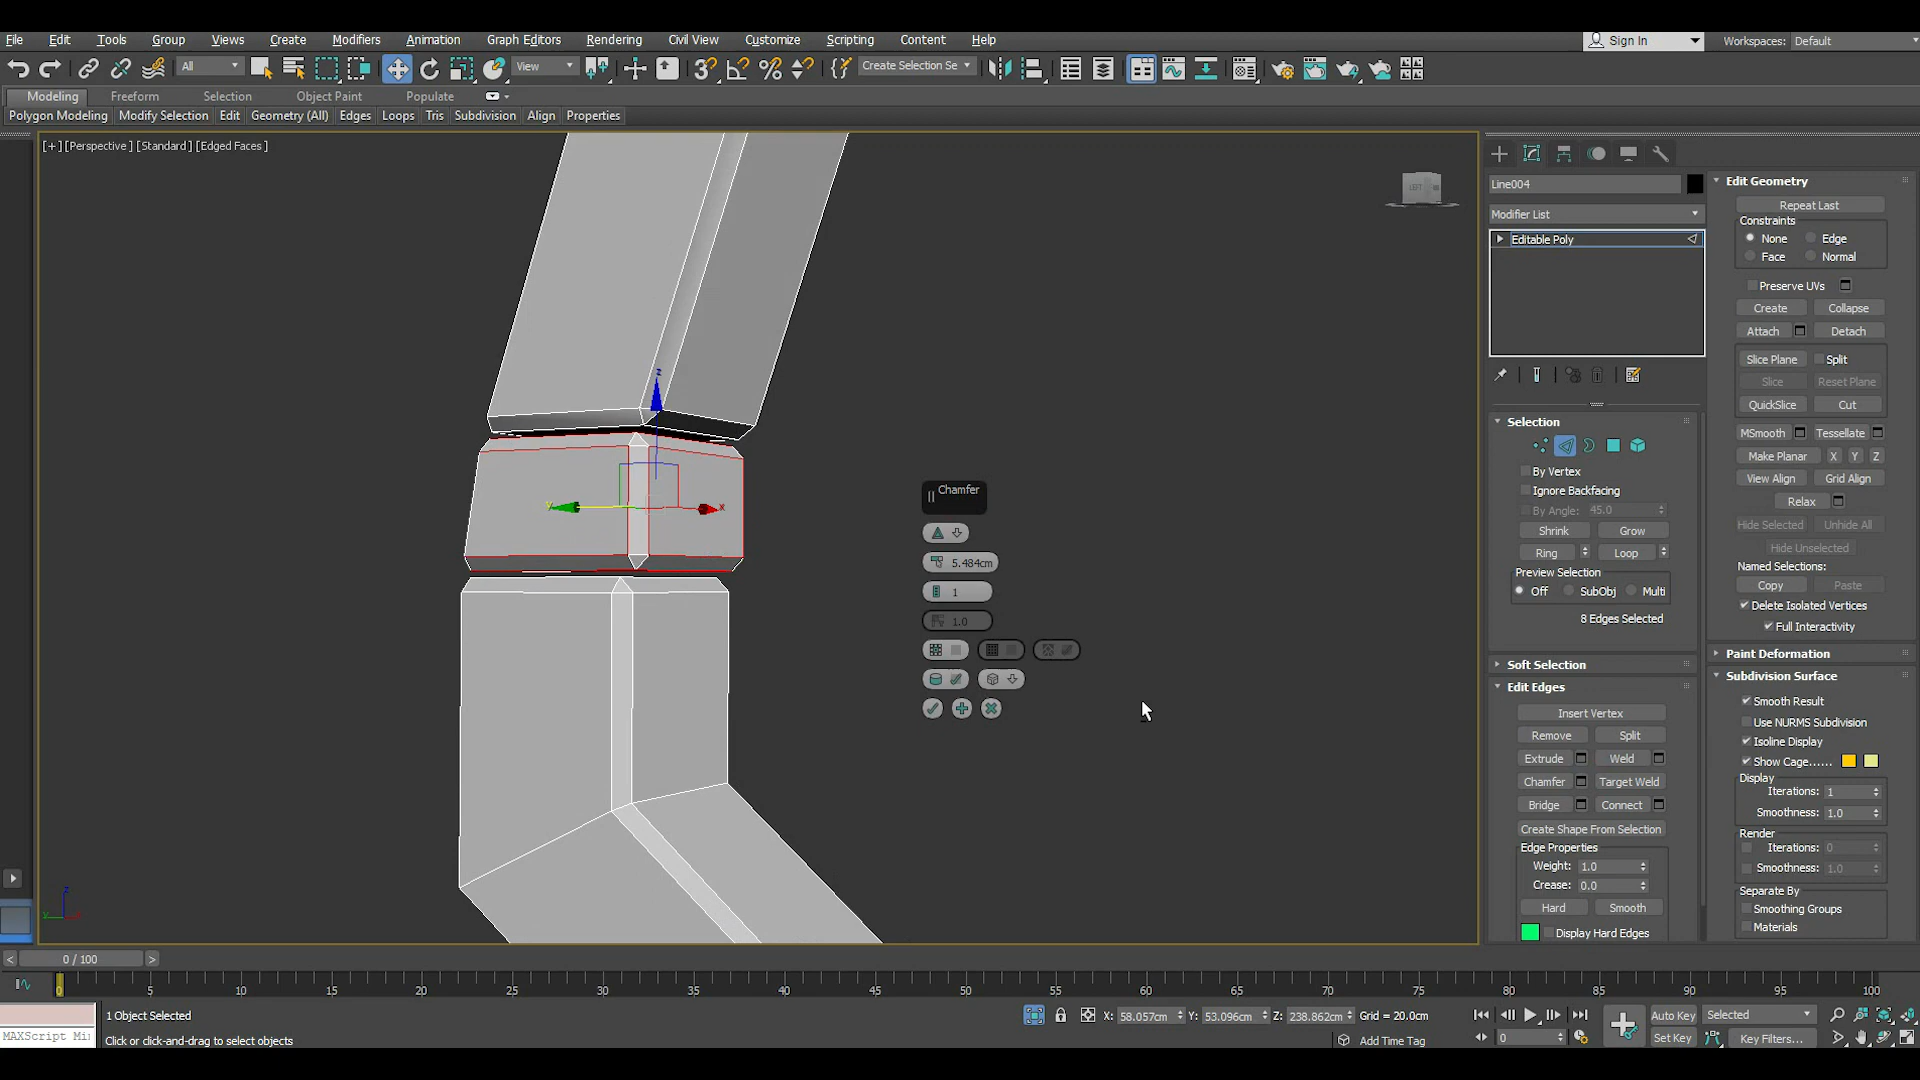 File Edit Tools Group Views Create Modifiers Animation Graph Editors Rendering Civil View Customize Scripting Content Help Sign In Workspaces: Default
All View Create Selection Se
Modeling Freeform Selection Object Paint Populate
Polygon Modeling Modify Selection Edit Geometry (All) Edges Loops Tris Subdivision Align Properties
[+] [Perspective ] [Standard ] [Edged Faces ]
LEFT
z
y
x
Chamfer
5.484cm
1
1.0
z
y
Line004
Modifier List
Editable Poly
Selection
By Vertex
Ignore Backfacing
By Angle: 45.0
Shrink Grow
Ring Loop
Preview Selection
Off SubObj Multi
8 Edges Selected
Soft Selection
Edit Edges
Insert Vertex
Remove Split
Extrude Weld
Chamfer Target Weld
Bridge Connect
Create Shape From Selection
Edge Properties
Weight: 1.0
Crease: 0.0
Hard Smooth
Display Hard Edges
Edit Geometry
Repeat Last
Constraints
None Edge
Face Normal
Preserve UVs
Create Collapse
Attach Detach
Slice Plane Split
Slice Reset Plane
QuickSlice Cut
MSmooth Tessellate
Make Planar X Y Z
View Align Grid Align
Relax
Hide Selected Unhide All
Hide Unselected
Named Selections:
Copy Paste
Delete Isolated Vertices
Full Interactivity
Paint Deformation
Subdivision Surface
Smooth Result
Use NURMS Subdivision
Isoline Display
Show Cage......
Display
Iterations: 1
Smoothness: 1.0
Render
Iterations: 0
Smoothness: 1.0
Separate By
Smoothing Groups
Materials
< 0 / 100 >
0 5 10 15 20 25 30 35 40 45 50 55 60 65 70 75 80 85 90 95 100
1 Object Selected X: 58.057cm Y: 53.096cm Z: 238.862cm Grid = 20.0cm Auto Key Selected
MAXScript Mi Click or click-and-drag to select objects Add Time Tag 0 Set Key Key Filters...